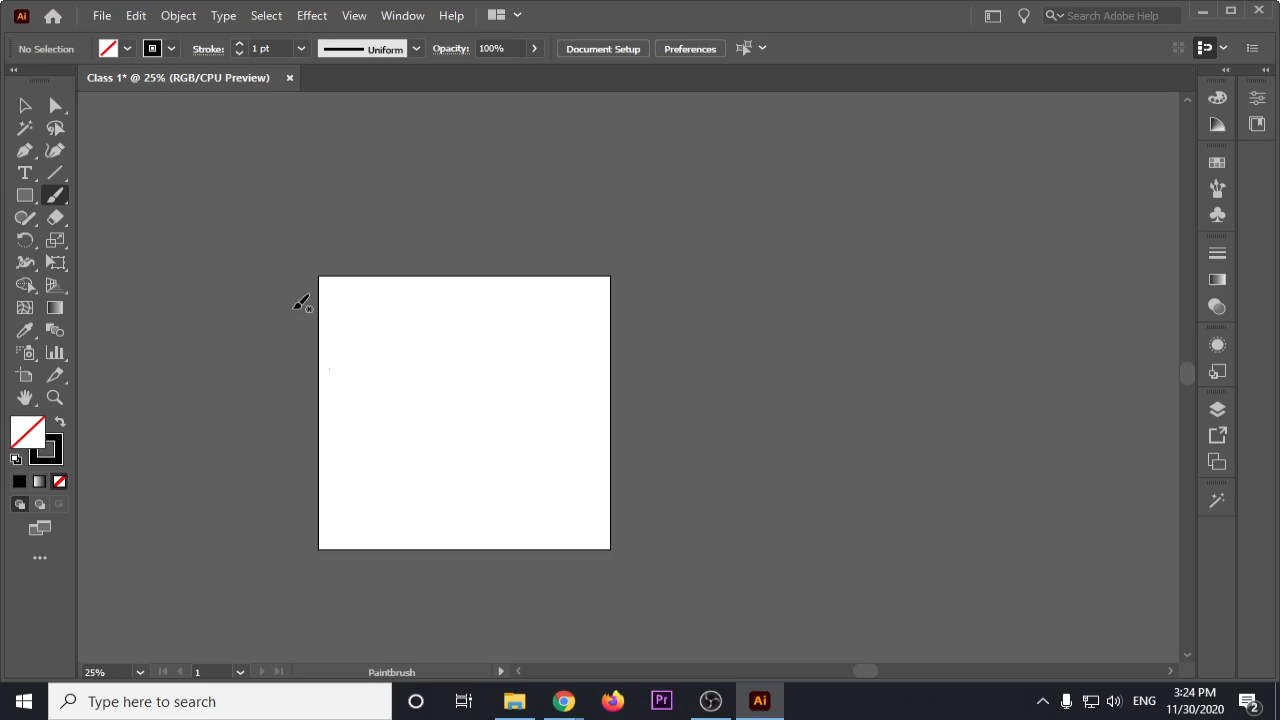 Ai File Edit Object Type Select Effect View Window Help Search Adobe Help
No Selection Stroke: 1 pt Uniform Opacity: 100% Document Setup Preferences
Class 1* @ 25% (RGB/CPU Preview)
T
25% 1 Paintbrush
Type here to search Pr Ai ENG 3:24 PM
11/30/2020 2